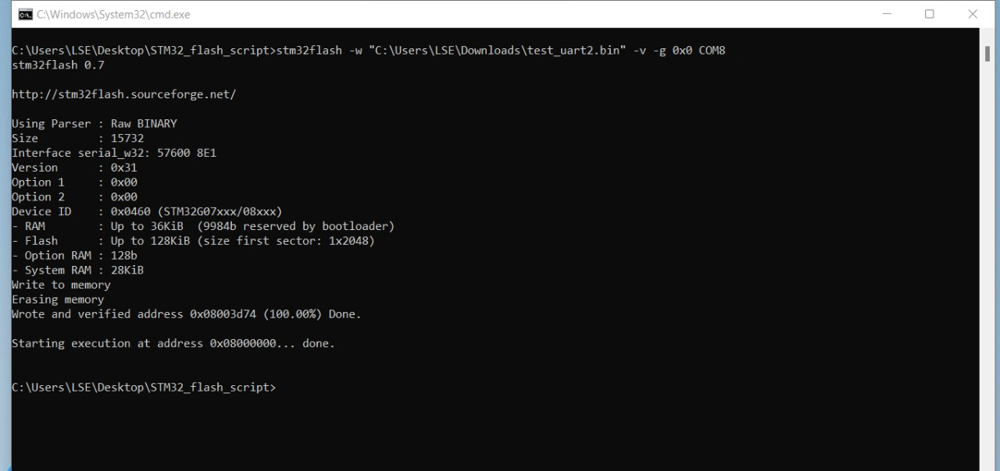 C:\Windows\System32\cmd.exe
C:\Users\LSE\Desktop\STM32_flash_script>stm32flash -w "C:\Users\LSE\Downloads\test_uart2.bin" -v -g 0x0 COM8
stm32flash 0.7
http://stm32flash.sourceforge.net/
Using Parser : Raw BINARY
Size         : 15732
Interface serial_w32: 57600 8E1
Version      : 0x31
Option 1     : 0x00
Option 2     : 0x00
Device ID    : 0x0460 (STM32G07xxx/08xxx)
- RAM        : Up to 36KiB  (9984b reserved by bootloader)
- Flash      : Up to 128KiB (size first sector: 1x2048)
- Option RAM : 128b
- System RAM : 28KiB
Write to memory
Erasing memory
Wrote and verified address 0x08003d74 (100.00%) Done.
Starting execution at address 0x08000000... done.
C:\Users\LSE\Desktop\STM32_flash_script>